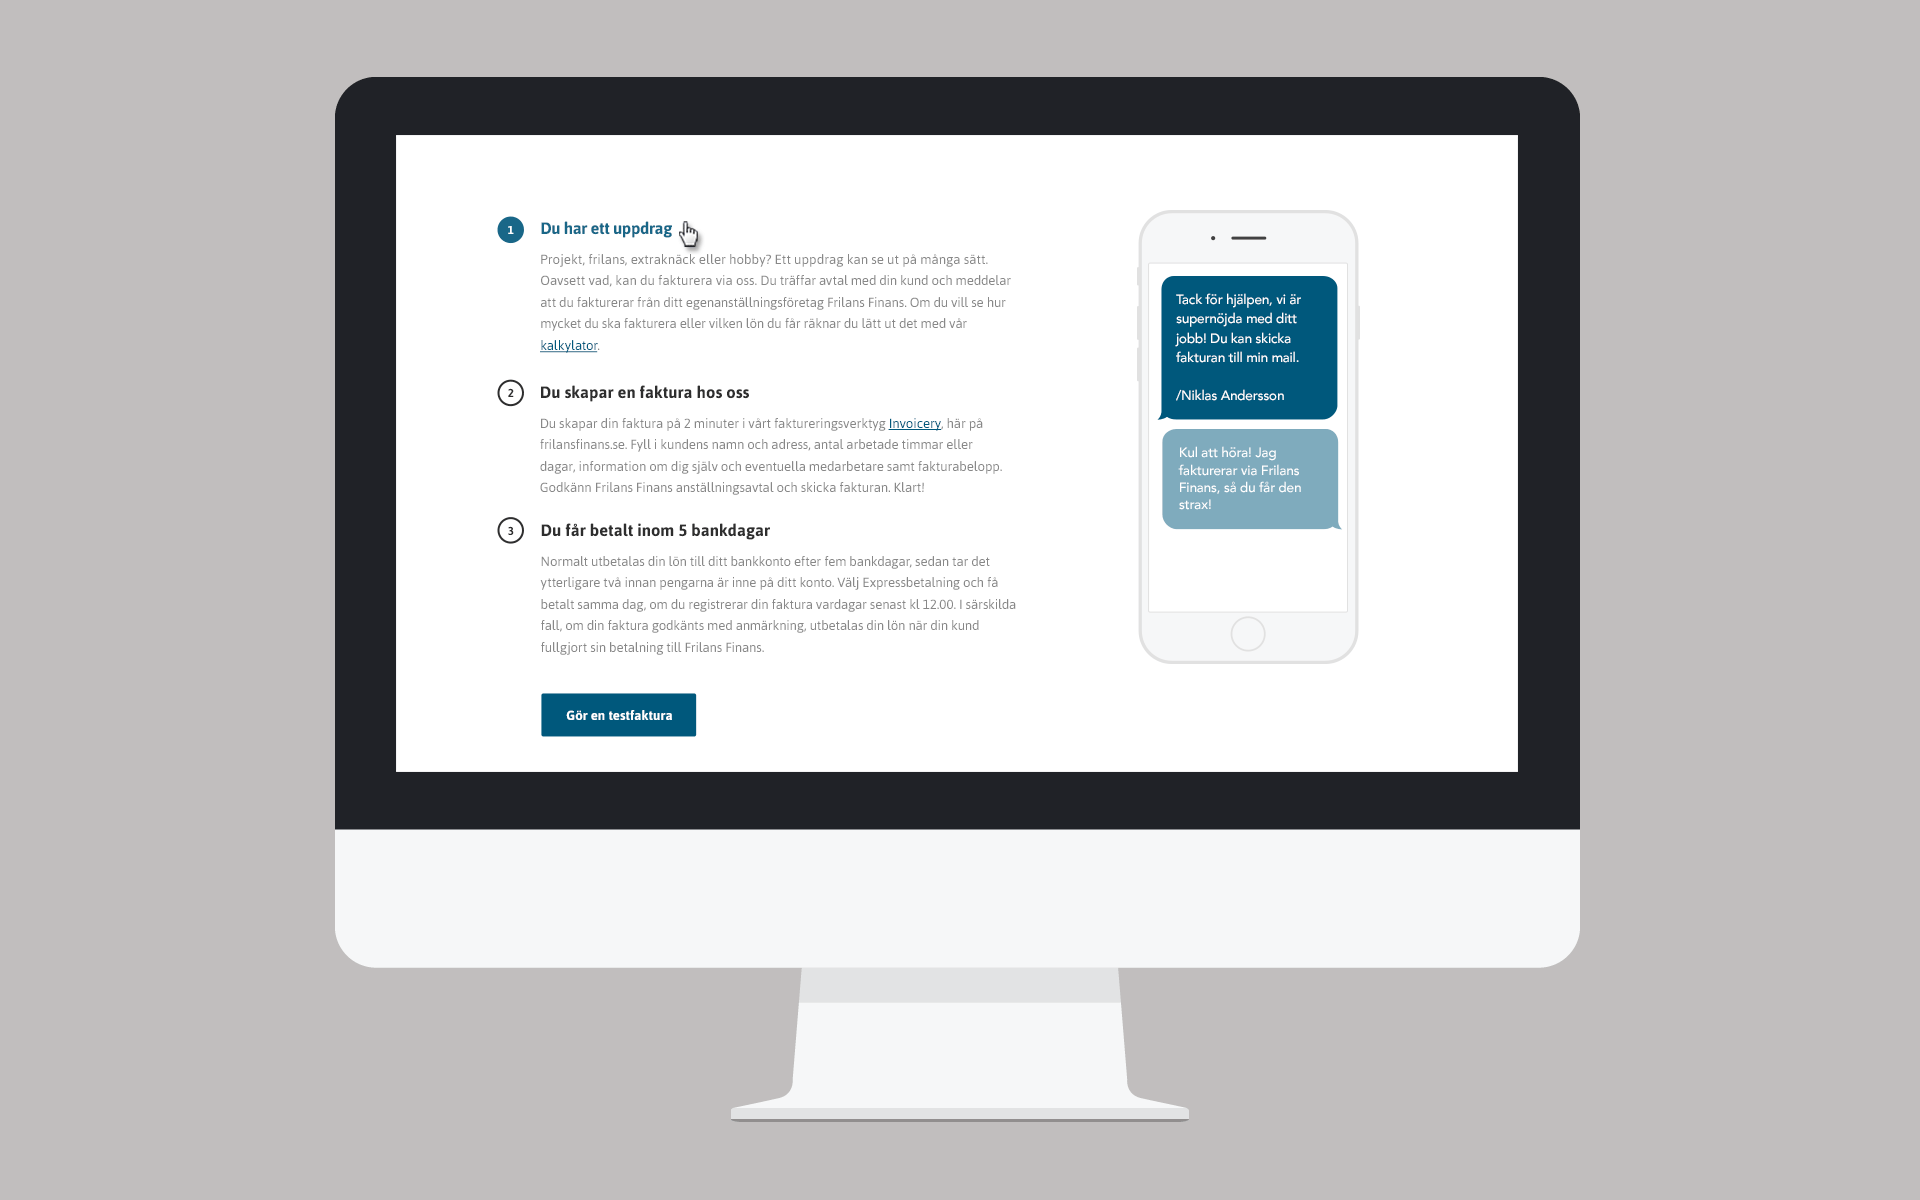 1
Du har ett uppdrag
Projekt, frilans, extraknäck eller hobby? Ett uppdrag kan se ut på många sätt.
Oavsett vad, kan du fakturera via oss. Du träffar avtal med din kund och meddelar
att du fakturerar från ditt egenanställningsföretag Frilans Finans. Om du vill se hur
mycket du ska fakturera eller vilken lön du får räknar du lätt ut det med vår
kalkylator.
2
Du skapar en faktura hos oss
Du skapar din faktura på 2 minuter i vårt faktureringsverktyg Invoicery, här på
frilansfinans.se. Fyll i kundens namn och adress, antal arbetade timmar eller
dagar, information om dig själv och eventuella medarbetare samt fakturabelopp.
Godkänn Frilans Finans anställningsavtal och skicka fakturan. Klart!
3
Du får betalt inom 5 bankdagar
Normalt utbetalas din lön till ditt bankkonto efter fem bankdagar, sedan tar det
ytterligare två innan pengarna är inne på ditt konto. Välj Expressbetalning och få
betalt samma dag, om du registrerar din faktura vardagar senast kl 12.00. I särskilda
fall, om din faktura godkänts med anmärkning, utbetalas din lön när din kund
fullgjort sin betalning till Frilans Finans.
Gör en testfaktura
Tack för hjälpen, vi är
supernöjda med ditt
jobb! Du kan skicka
fakturan till min mail.
/Niklas Andersson
Kul att höra! Jag
fakturerar via Frilans
Finans, så du får den
strax!